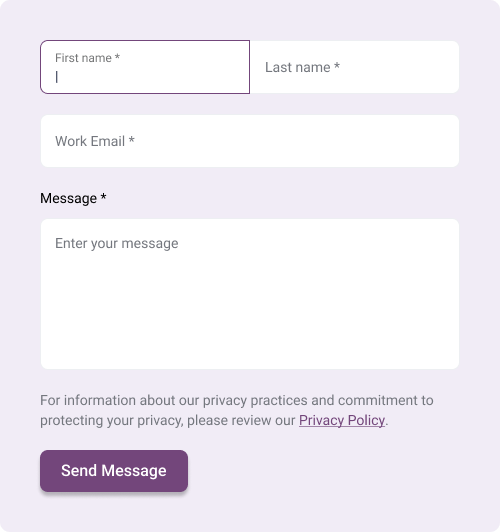 First name *
Last name *
Work Email *
Message *
Enter your message
For information about our privacy practices and commitment to
protecting your privacy, please review our Privacy Policy.
Send Message